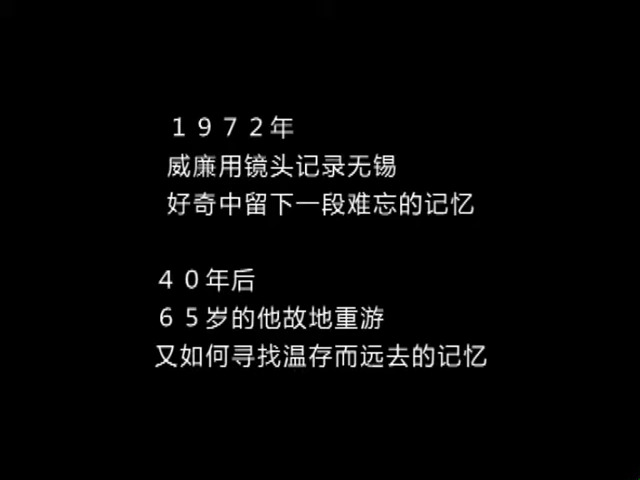 1972年
威廉用镜头记录无锡
好奇中留下一段难忘的记忆
40年后
65岁的他故地重游
又如何寻找温存而远去的记忆